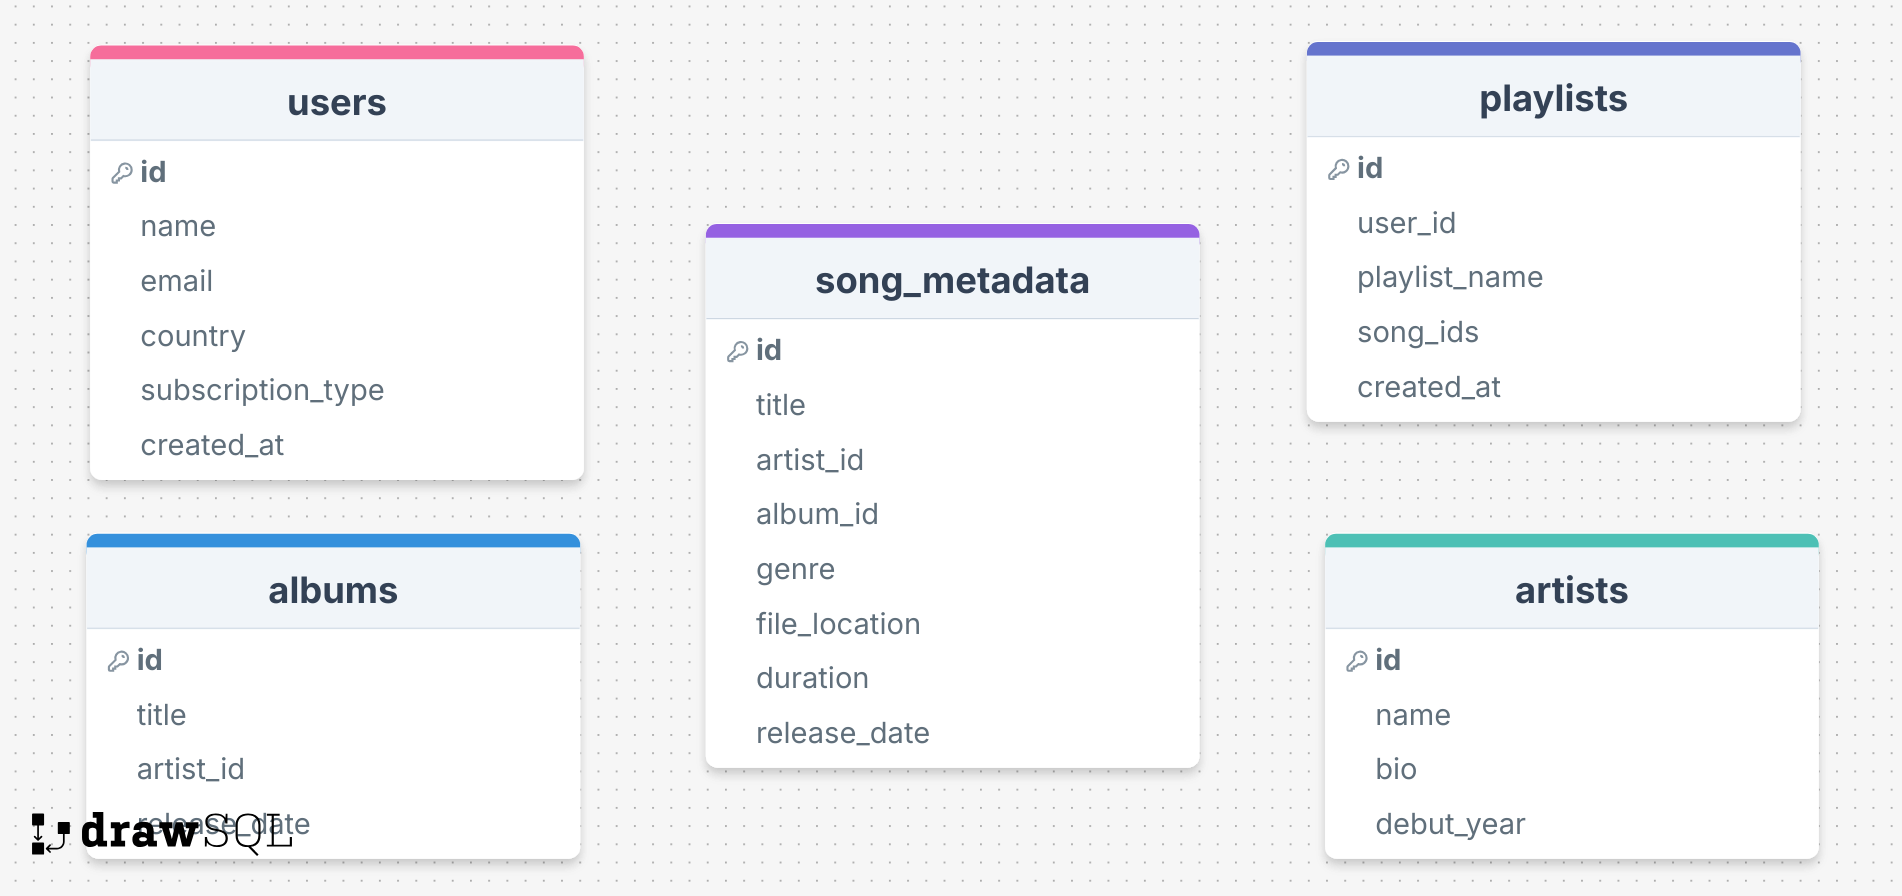 users
id
name
email
country
subscription_type
created_at
playlists
id
user_id
playlist_name
song_ids
created_at
song_metadata
id
title
artist_id
album_id
genre
file_location
duration
release_date
albums
id
title
artist_id
release_date
drawSQL
artists
id
name
bio
debut_year